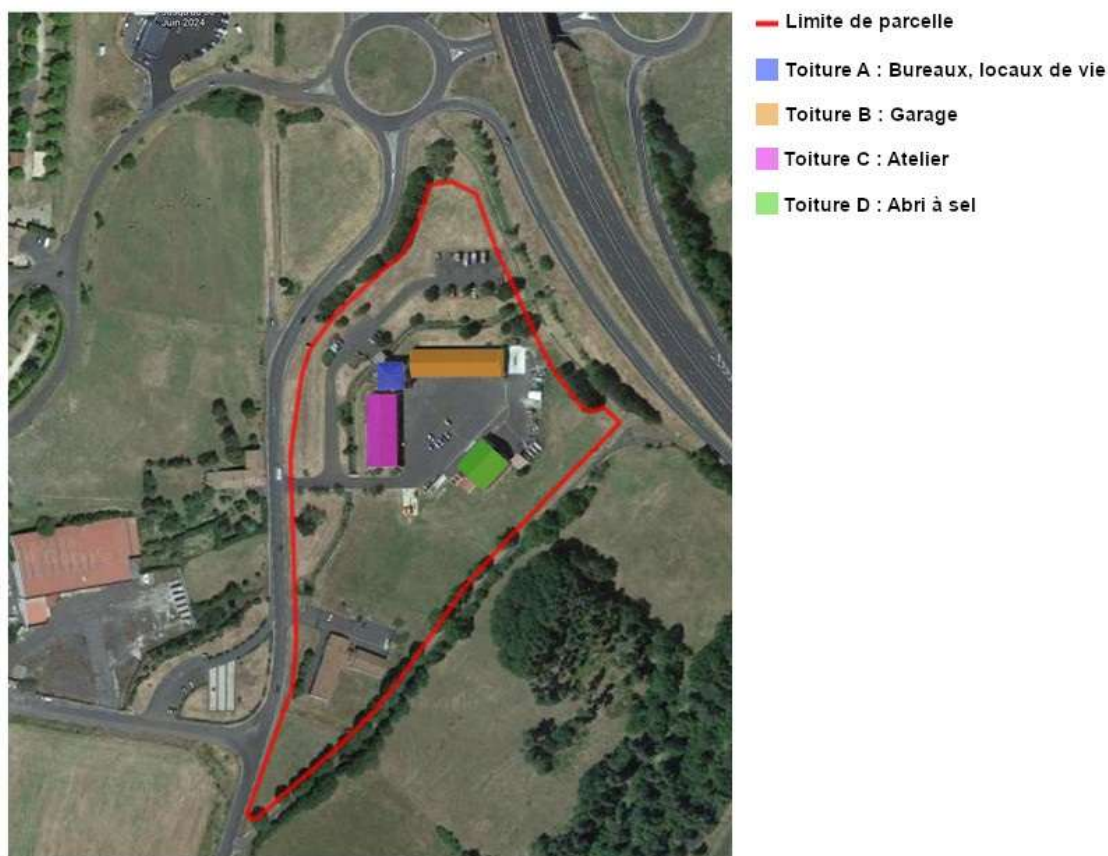 Juin 2024
Limite de parcelle
Toiture A : Bureaux, locaux de vie
Toiture B : Garage
Toiture C : Atelier
Toiture D : Abri à sel